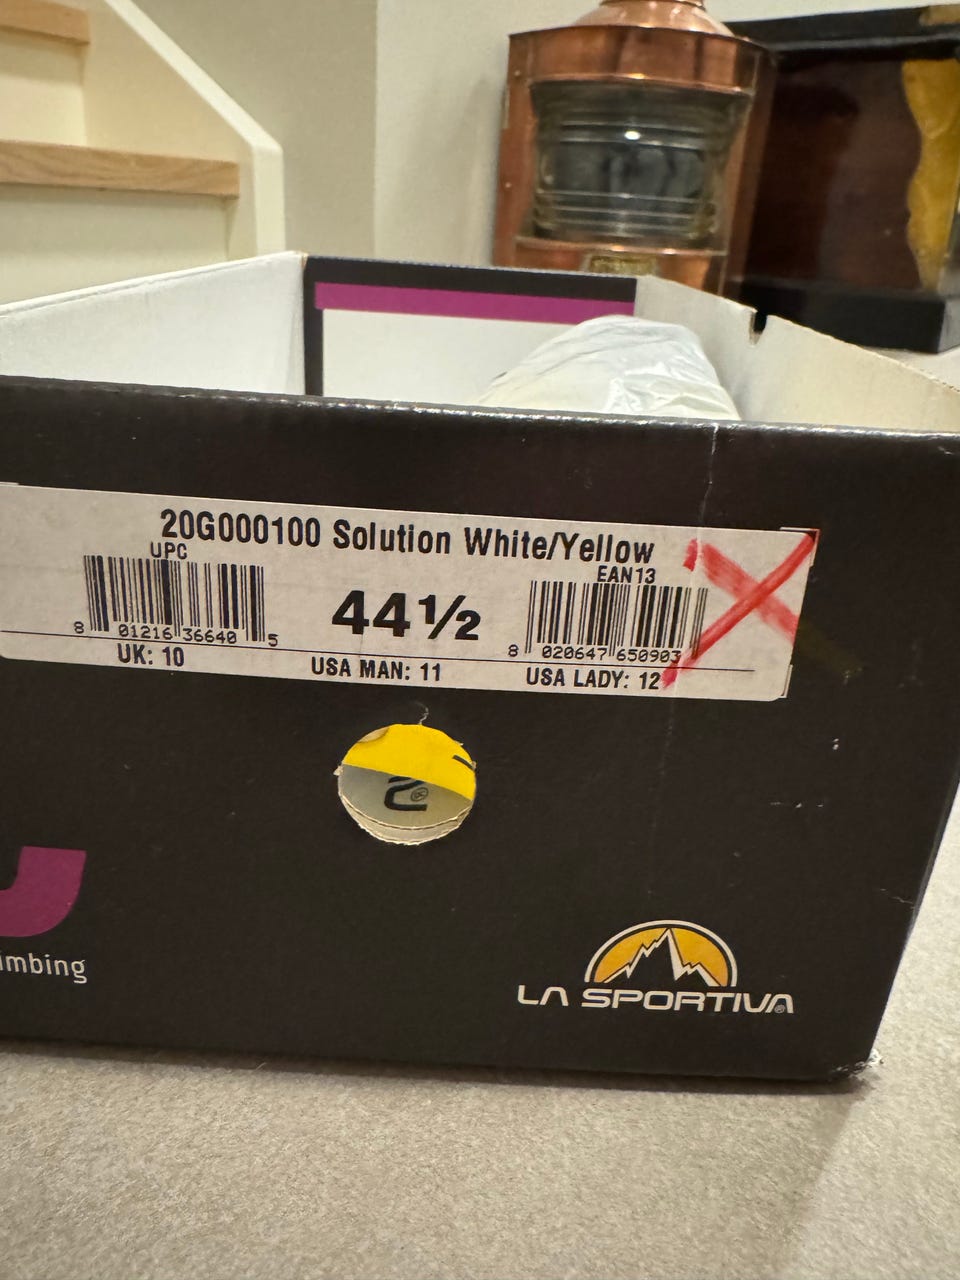 20G000100 Solution White/Yellow
UPC
EAN13
44½
8 01216 36640 5
8 020647 650903
UK: 10
USA MAN: 11
USA LADY: 12
imbing
LA SPORTIVA®